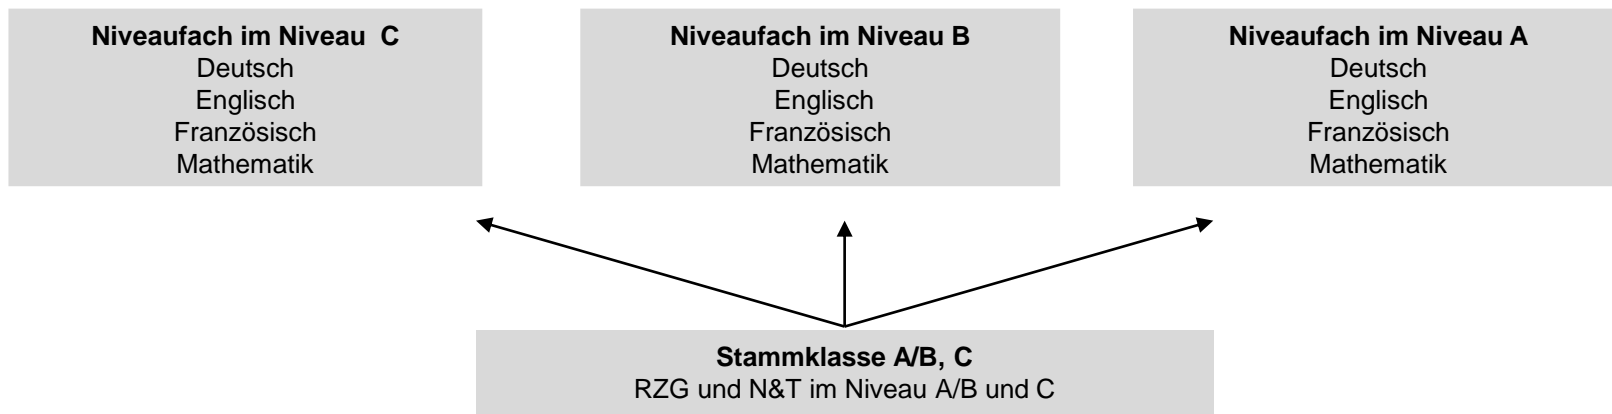 Niveaufach im Niveau C
Deutsch
Englisch
Französisch
Mathematik
Niveaufach im Niveau B
Deutsch
Englisch
Französisch
Mathematik
Niveaufach im Niveau A
Deutsch
Englisch
Französisch
Mathematik
Stammklasse A/B, C
RZG und N&T im Niveau A/B und C